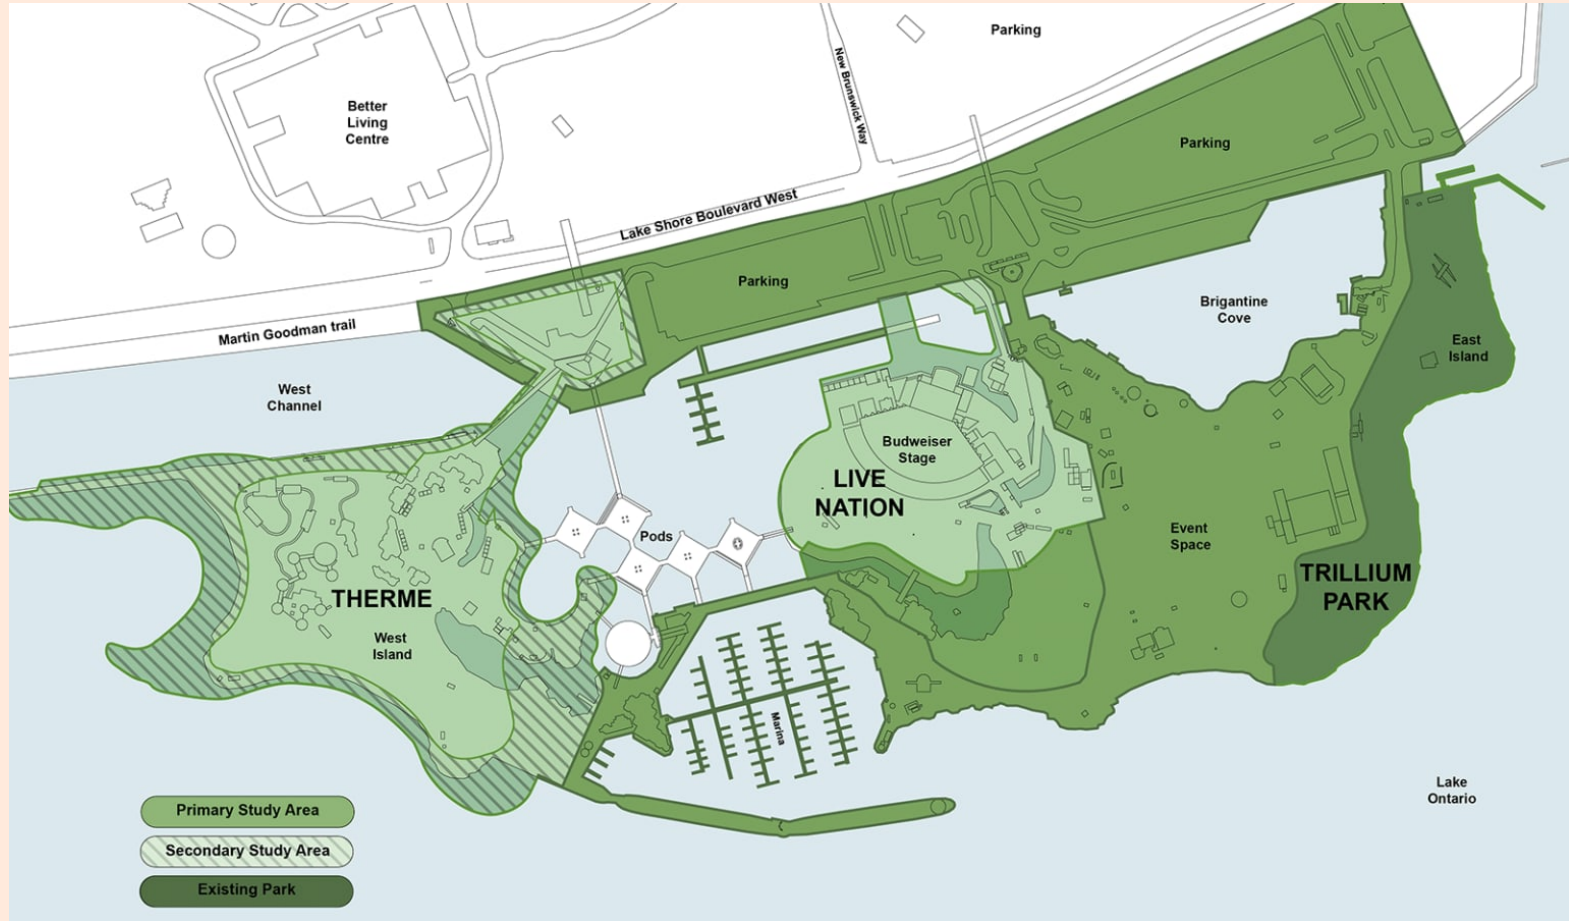 Parking
New Brunswick Way
Better
Living
Centre
Parking
Lake Shore Boulevard West
Parking
Martin Goodman trail
West
Channel
Brigantine
Cove
East
Island
Budweiser
Stage
LIVE
NATION
Pods
Event
Space
THERME
West
Island
TRILLIUM
PARK
Marina
Lake
Ontario
Primary Study Area
Secondary Study Area
Existing Park